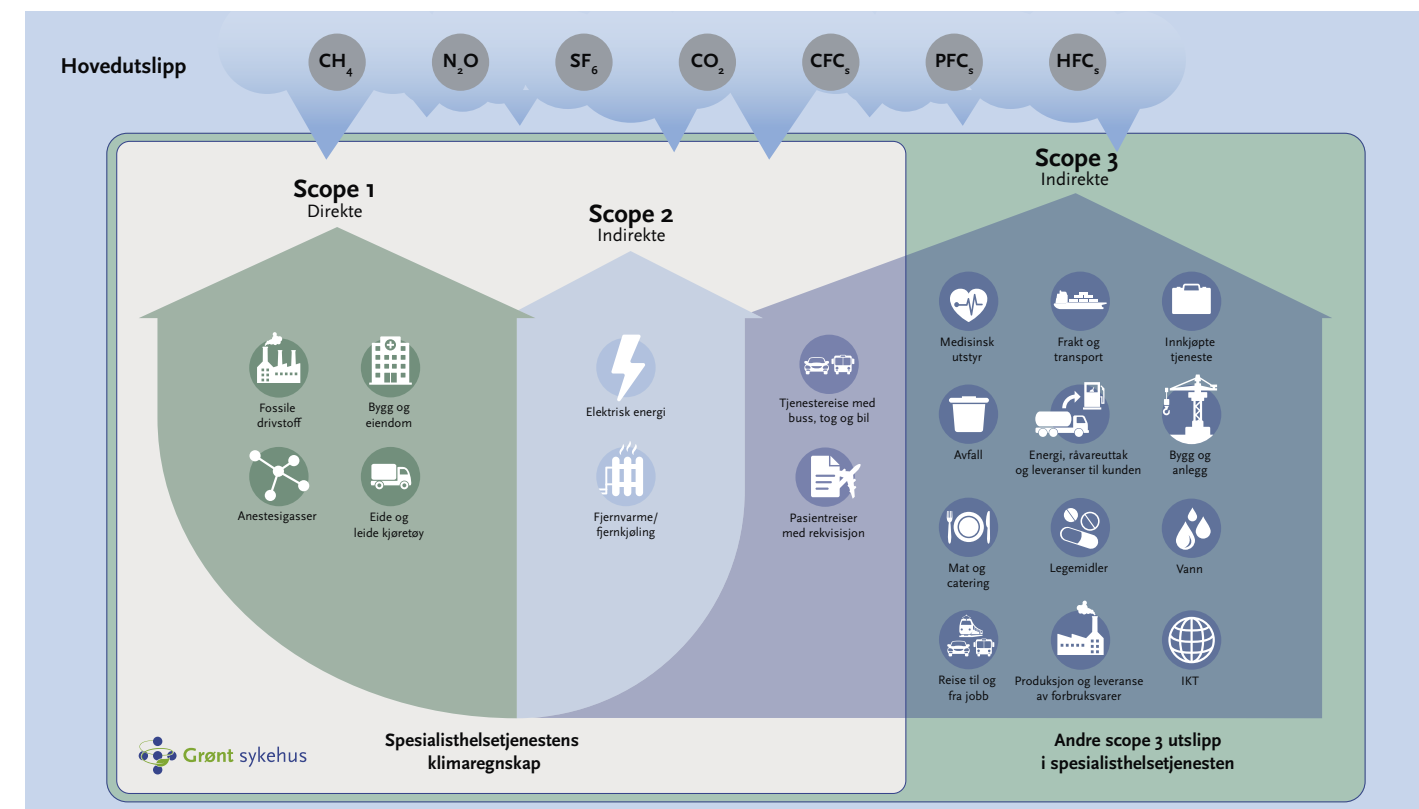 Hovedutslipp
CH₄
N₂O
SF₆
CO₂
CFCₛ
PFCₛ
HFCₛ
Scope 1
Direkte
Scope 2
Indirekte
Scope 3
Indirekte
Fossile
drivstoff
Bygg og
eiendom
Anestesigasser
Eide og
leide kjøretøy
Elektrisk energi
Fjernvarme/
fjernkjøling
Tjenestereise med
buss, tog og bil
Pasientreiser
med rekvisisjon
Medisinsk
utstyr
Frakt og
transport
Innkjøpte
tjeneste
Avfall
Energi, råvareuttak
og leveranser til kunden
Bygg og
anlegg
Mat og
catering
Legemidler
Vann
Reise til og
fra jobb
Produksjon og leveranse
av forbruksvarer
IKT
Grønt sykehus
Spesialisthelsetjenestens
klimaregnskap
Andre scope 3 utslipp
i spesialisthelsetjenesten